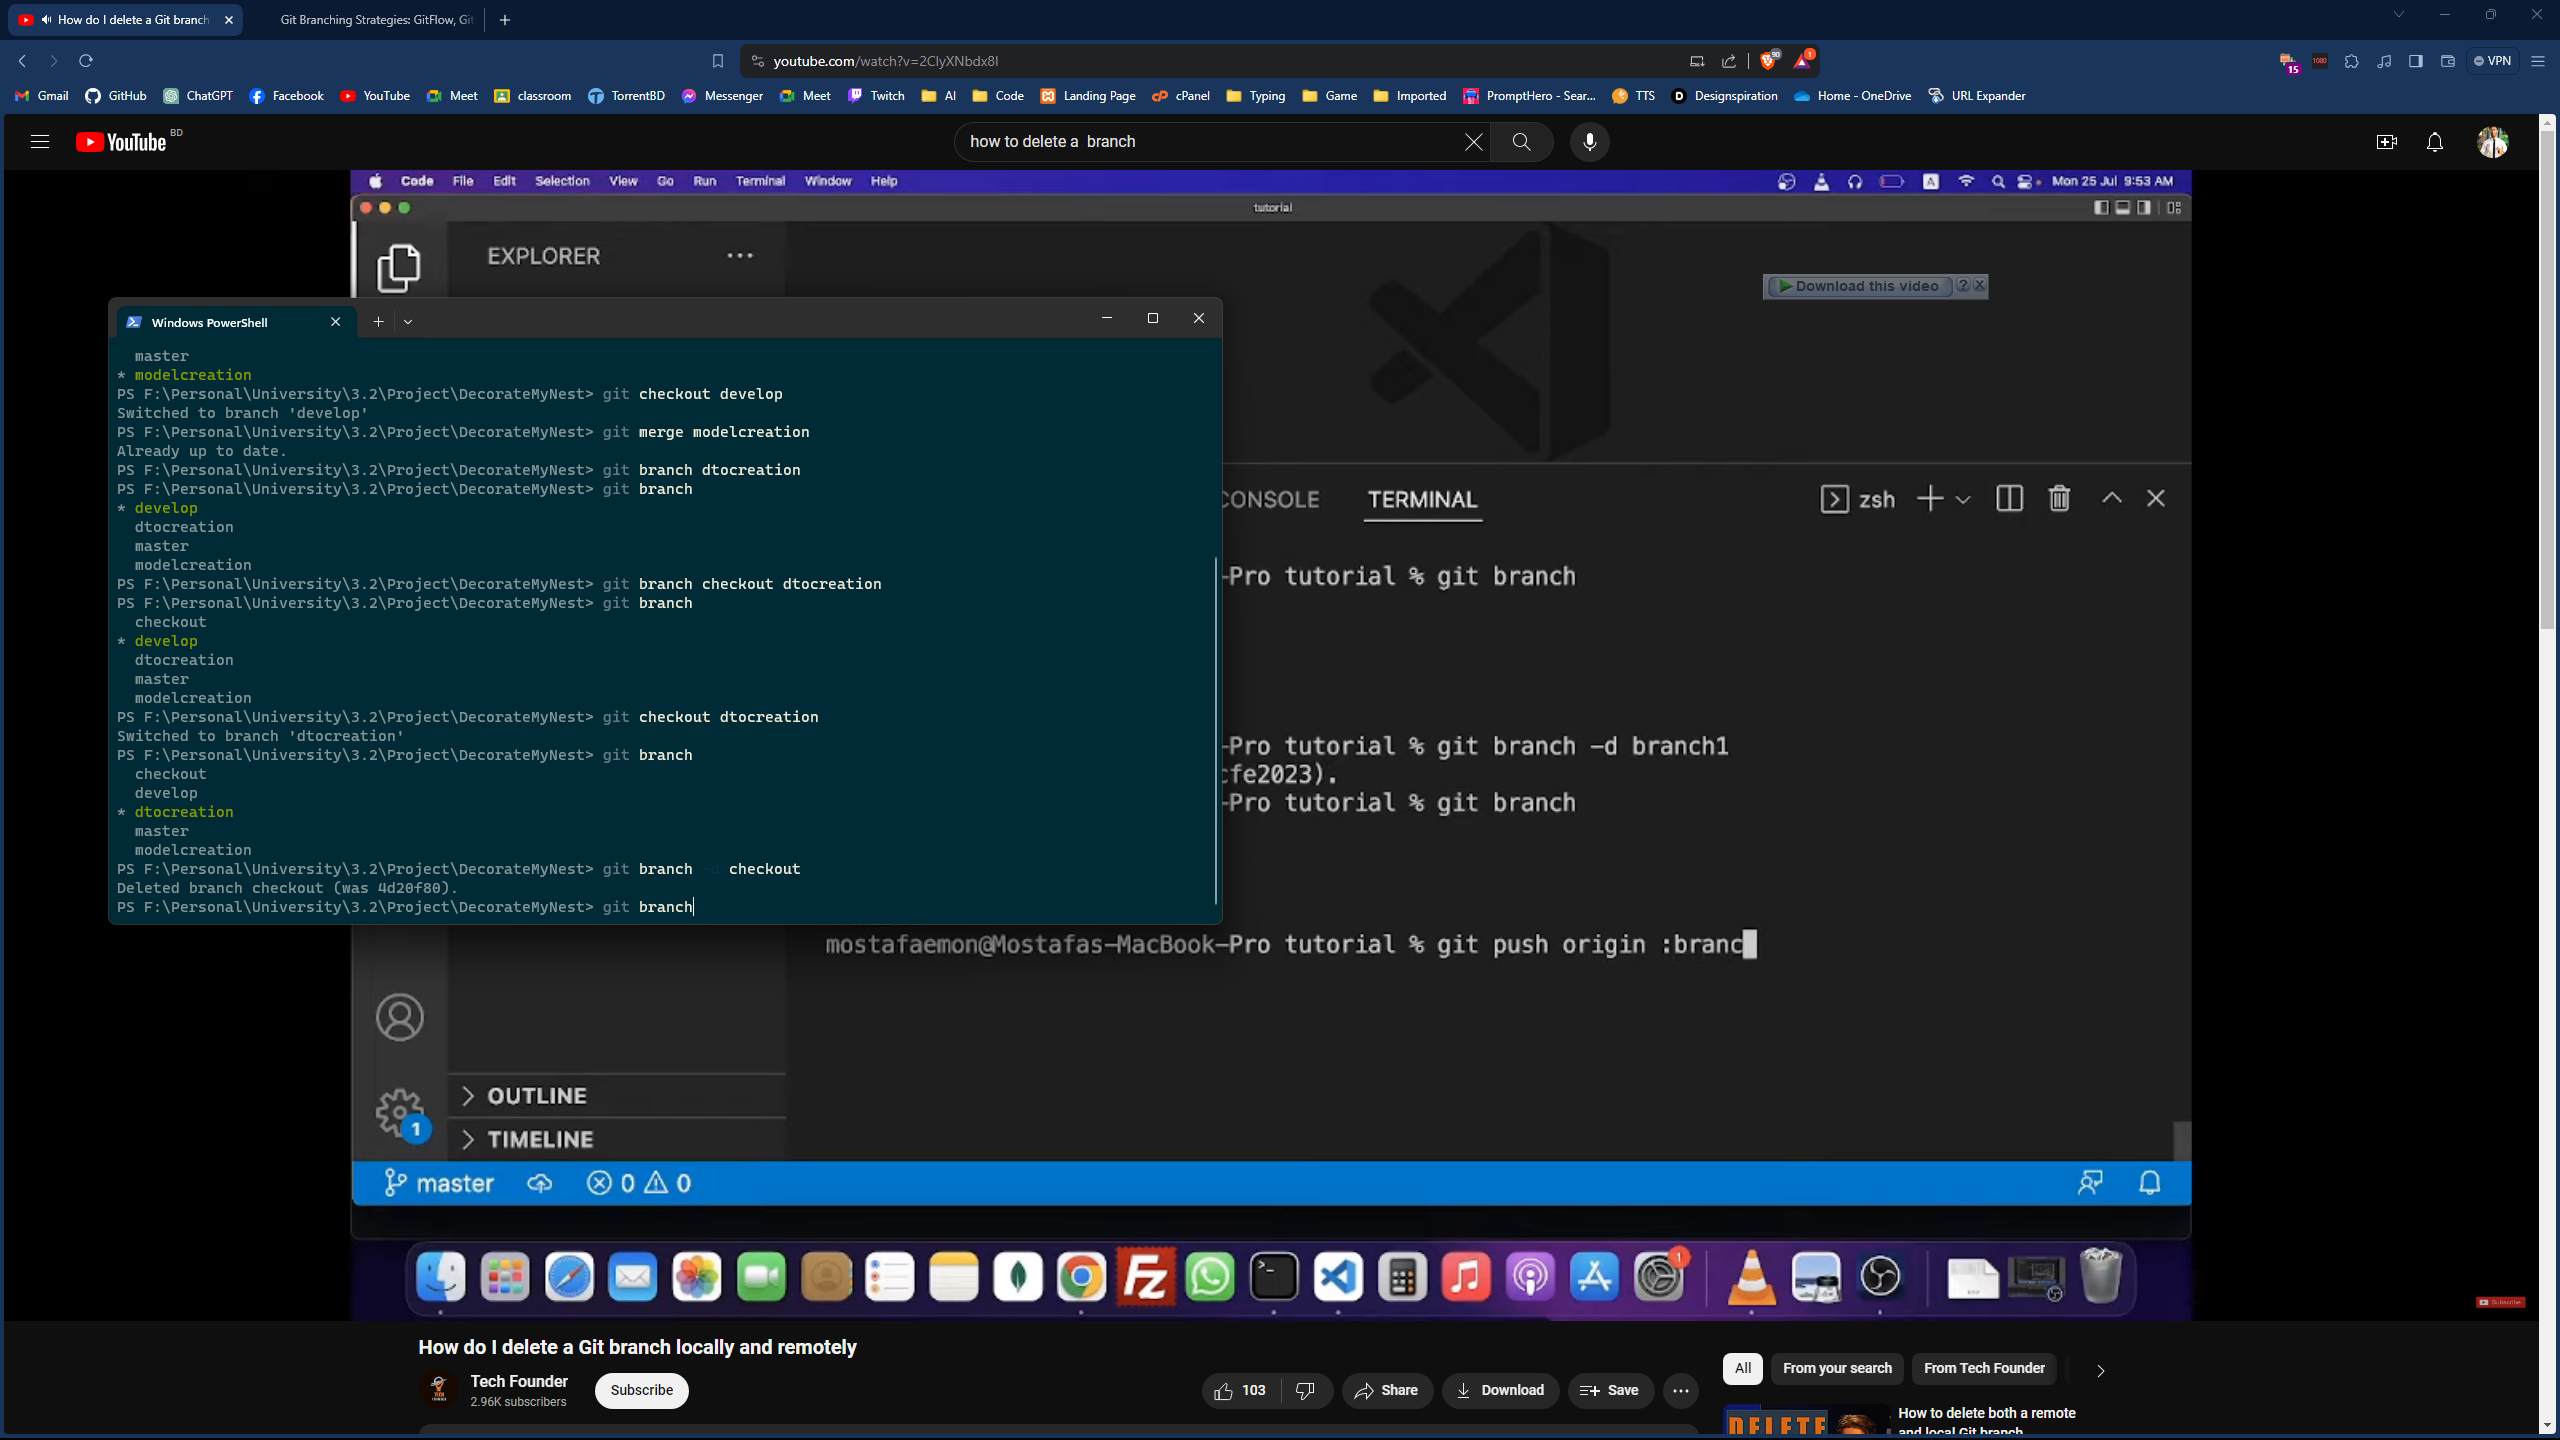 How do I delete a Git branch
Git Branching Strategies: GitFlow, Git
youtube.com/watch?v=2ClyXNbdx8I
90
1
15
1080
VPN
Gmail GitHub ChatGPT Facebook YouTube Meet classroom TorrentBD Messenger Meet Twitch AI Code Landing Page cPanel Typing Game Imported PromptHero - Sear... TTS Designspiration Home - OneDrive URL Expander
YouTube BD
how to delete a  branch
Code File Edit Selection View Go Run Terminal Window Help
A Mon 25 Jul 9:53 AM
tutorial
EXPLORER
Download this video ? X
Windows PowerShell
master
* modelcreation
PS F:\Personal\University\3.2\Project\DecorateMyNest> git checkout develop
Switched to branch 'develop'
PS F:\Personal\University\3.2\Project\DecorateMyNest> git merge modelcreation
Already up to date.
PS F:\Personal\University\3.2\Project\DecorateMyNest> git branch dtocreation
PS F:\Personal\University\3.2\Project\DecorateMyNest> git branch
* develop
dtocreation
master
modelcreation
PS F:\Personal\University\3.2\Project\DecorateMyNest> git branch checkout dtocreation
PS F:\Personal\University\3.2\Project\DecorateMyNest> git branch
checkout
* develop
dtocreation
master
modelcreation
PS F:\Personal\University\3.2\Project\DecorateMyNest> git checkout dtocreation
Switched to branch 'dtocreation'
PS F:\Personal\University\3.2\Project\DecorateMyNest> git branch
checkout
develop
* dtocreation
master
modelcreation
PS F:\Personal\University\3.2\Project\DecorateMyNest> git branch -d checkout
Deleted branch checkout (was 4d20f80).
PS F:\Personal\University\3.2\Project\DecorateMyNest> git branch
CONSOLE TERMINAL
zsh
-Pro tutorial % git branch
-Pro tutorial % git branch -d branch1
cfe2023).
-Pro tutorial % git branch
mostafaemon@Mostafas-MacBook-Pro tutorial % git push origin :branc
1
OUTLINE
TIMELINE
master 0 0
Fz
1
Subscribe
How do I delete a Git branch locally and remotely
Tech Founder
2.96K subscribers
Subscribe
103
Share
Download
Save
All
From your search
From Tech Founder
DELETE
How to delete both a remote
and local Git branch